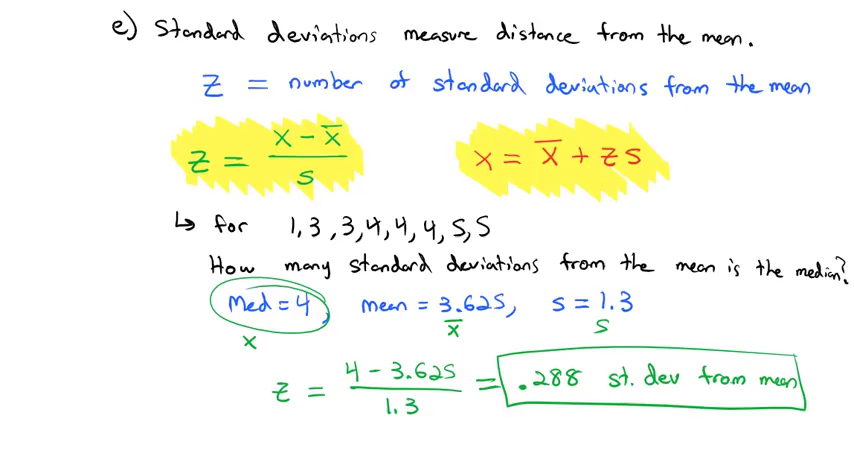 e) Standard deviations measure distance from the mean.
Z = number of standard deviations from the mean
z = (x - x̄) / s    x = x̄ + zs
↳ for 1, 3, 3, 4, 4, 4, 5, 5
How many standard deviations from the mean is the median?
Med = 4, mean = 3.625, s = 1.3
x    x̄    s
z = (4 - 3.625) / 1.3 = .288 st. dev from mean